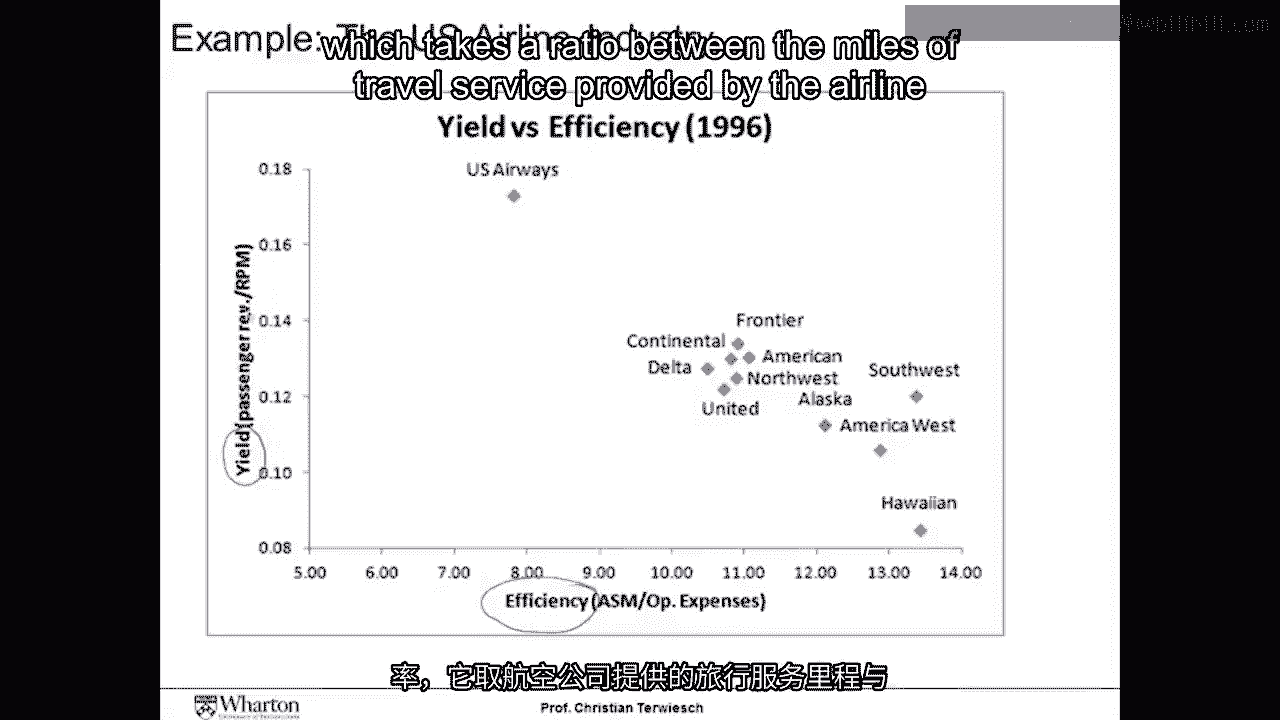 Example: The US Airline Industry
which takes a ratio between the miles of
travel service provided by the airline
Yield vs Efficiency (1996)
0.18
0.16
0.14
0.12
0.10
0.08
Yield (passenger rev./RPM)
US Airways
Frontier
Continental
American
Delta
Northwest
Southwest
United
Alaska
America West
Hawaiian
5.00 6.00 7.00 8.00 9.00 10.00 11.00 12.00 13.00 14.00
Efficiency (ASM/Op. Expenses)
率，它取航空公司提供的旅行服务里程与
Wharton
Prof. Christian Terwiesch